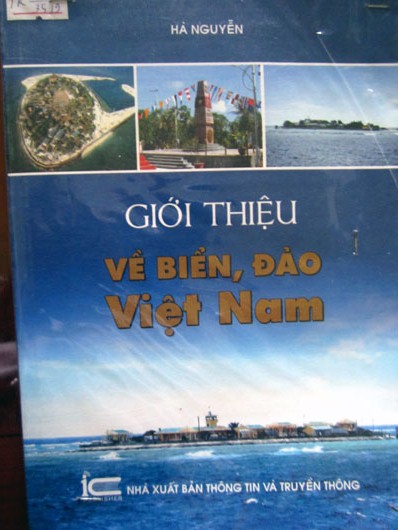 HÀ NGUYỄN
GIỚI THIỆU
VỀ BIỂN, ĐẢO
Việt Nam
NHÀ XUẤT BẢN THÔNG TIN VÀ TRUYỀN THÔNG